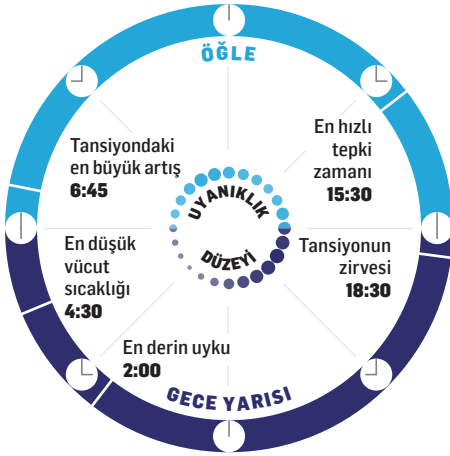 ÖĞLE
En hızlı
tepki
zamanı
15:30
Tansiyondaki
en büyük artış
6:45
UYANIKLIK
DÜZEYİ
En düşük
vücut
sıcaklığı
4:30
Tansiyonun
zirvesi
18:30
En derin uyku
2:00
GECE YARISI